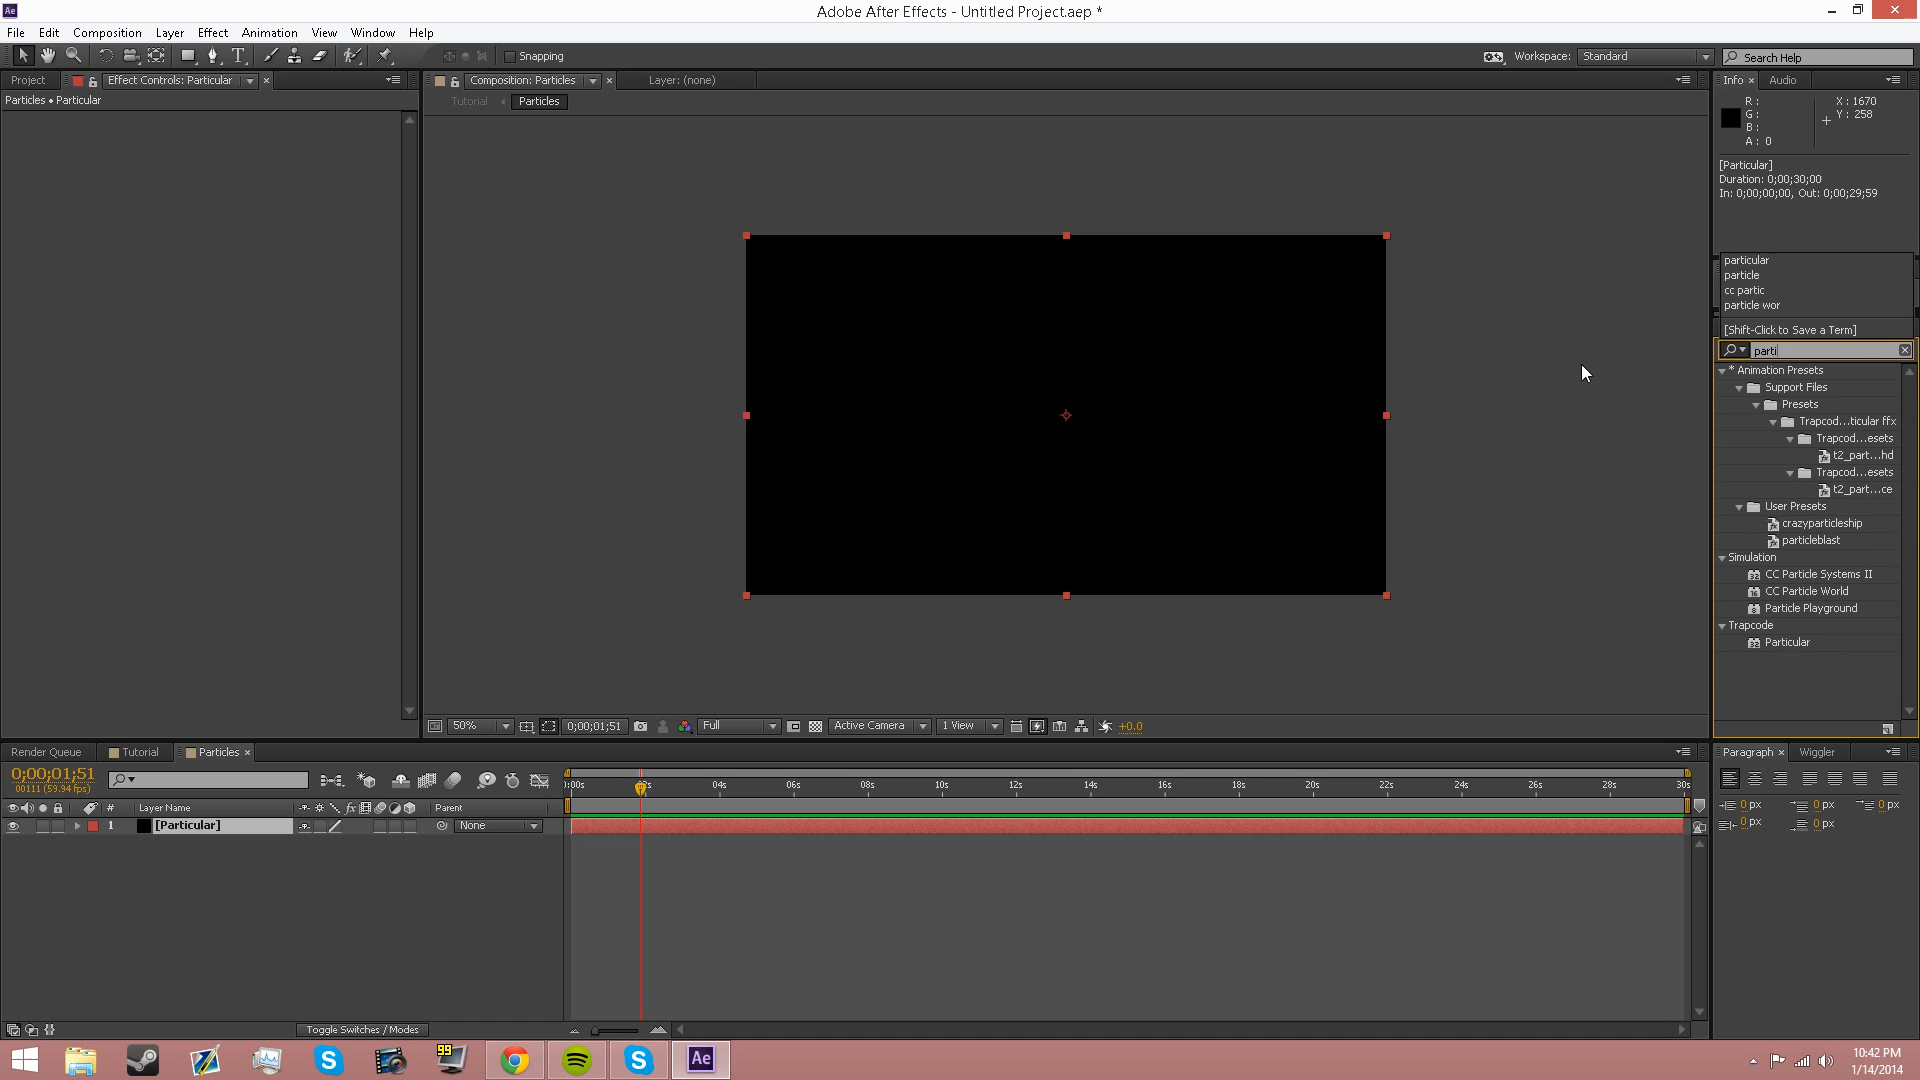 Adobe After Effects - Untitled Project.aep *
File Edit Composition Layer Effect Animation View Window Help
Snapping
Workspace: Standard
Search Help
Project
Effect Controls: Particular
Particles • Particular
Composition: Particles
Layer: (none)
Tutorial
Particles
Info
Audio
R :
G :
B :
A : 0
X : 1670
Y : 258
[Particular]
Duration: 0;00;30;00
In: 0;00;00;00, Out: 0;00;29;59
particular
particle
cc partic
particle wor
[Shift-Click to Save a Term]
parti
* Animation Presets
Support Files
Presets
Trapcod...ticular ffx
Trapcod...esets
t2_part...hd
Trapcod...esets
t2_part...ce
User Presets
crazyparticleship
particleblast
Simulation
CC Particle Systems II
CC Particle World
Particle Playground
Trapcode
Particular
50%
0;00;01;51
Full
Active Camera
1 View
+0.0
Render Queue
Tutorial
Particles
0;00;01;51
00111 (59.94 fps)
# Layer Name
Parent
1 [Particular]
None
04s 06s 08s 10s 12s 14s 16s 18s 20s 22s 24s 26s 28s 30s
Toggle Switches / Modes
Paragraph
Wiggler
0 px 0 px 0 px
0 px 0 px
99
Ae
10:42 PM
1/14/2014